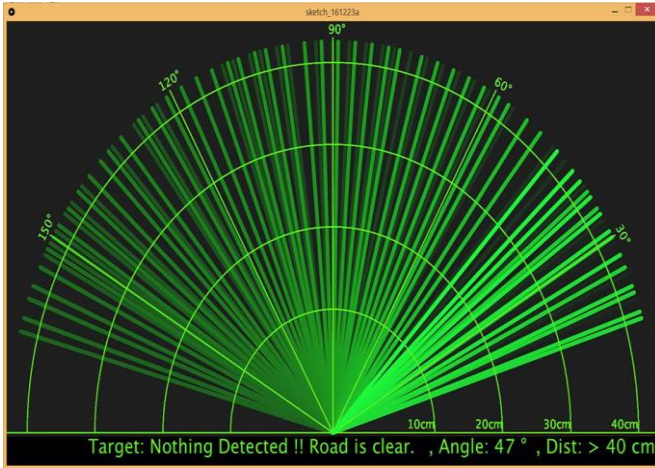 sketch_161223a
90°
120°
60°
150°
30°
10cm 20cm 30cm 40cm
Target: Nothing Detected !! Road is clear. , Angle: 47 ° , Dist: > 40 cm